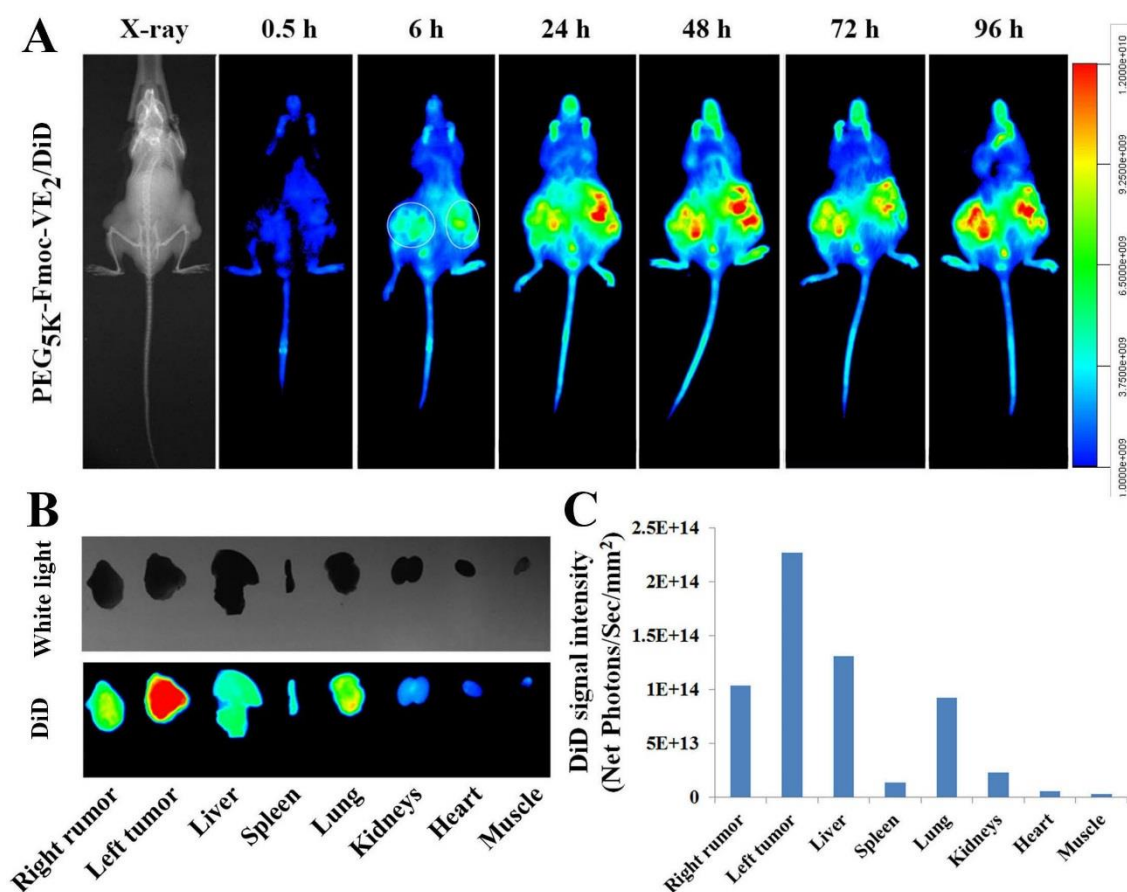 A
X-ray 0.5 h 6 h 24 h 48 h 72 h 96 h
PEG5K-Fmoc-VE2/DiD
1.2000e+010
9.2500e+009
6.5000e+009
3.7500e+009
1.0000e+009
B
White light
DiD
Right rumor Left tumor Liver Spleen Lung Kidneys Heart Muscle
C
DiD signal intensity
(Net Photons/Sec/mm²)
2.5E+14
2E+14
1.5E+14
1E+14
5E+13
0
Right rumor Left tumor Liver Spleen Lung Kidneys Heart Muscle